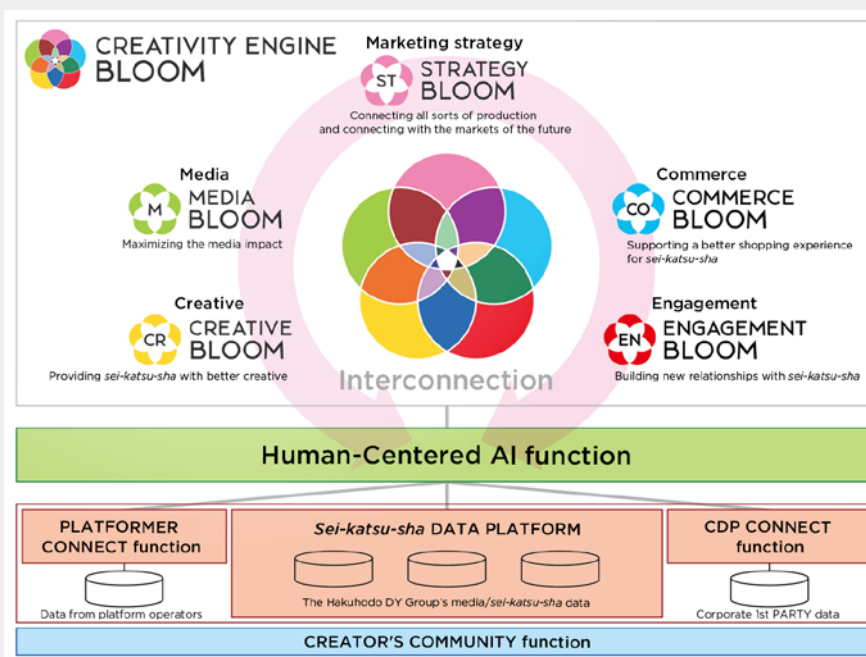 CREATIVITY ENGINE
BLOOM
Marketing strategy
ST
STRATEGY
BLOOM
Connecting all sorts of production
and connecting with the markets of the future
Media
M
MEDIA
BLOOM
Maximizing the media impact
Commerce
CO
COMMERCE
BLOOM
Supporting a better shopping experience
for sei-katsu-sha
Creative
CR
CREATIVE
BLOOM
Providing sei-katsu-sha with better creative
Engagement
EN
ENGAGEMENT
BLOOM
Building new relationships with sei-katsu-sha
Interconnection
Human-Centered AI function
PLATFORMER
CONNECT function
Data from platform operators
Sei-katsu-sha DATA PLATFORM
The Hakuhodo DY Group's media/sei-katsu-sha data
CDP CONNECT
function
Corporate 1st PARTY data
CREATOR'S COMMUNITY function